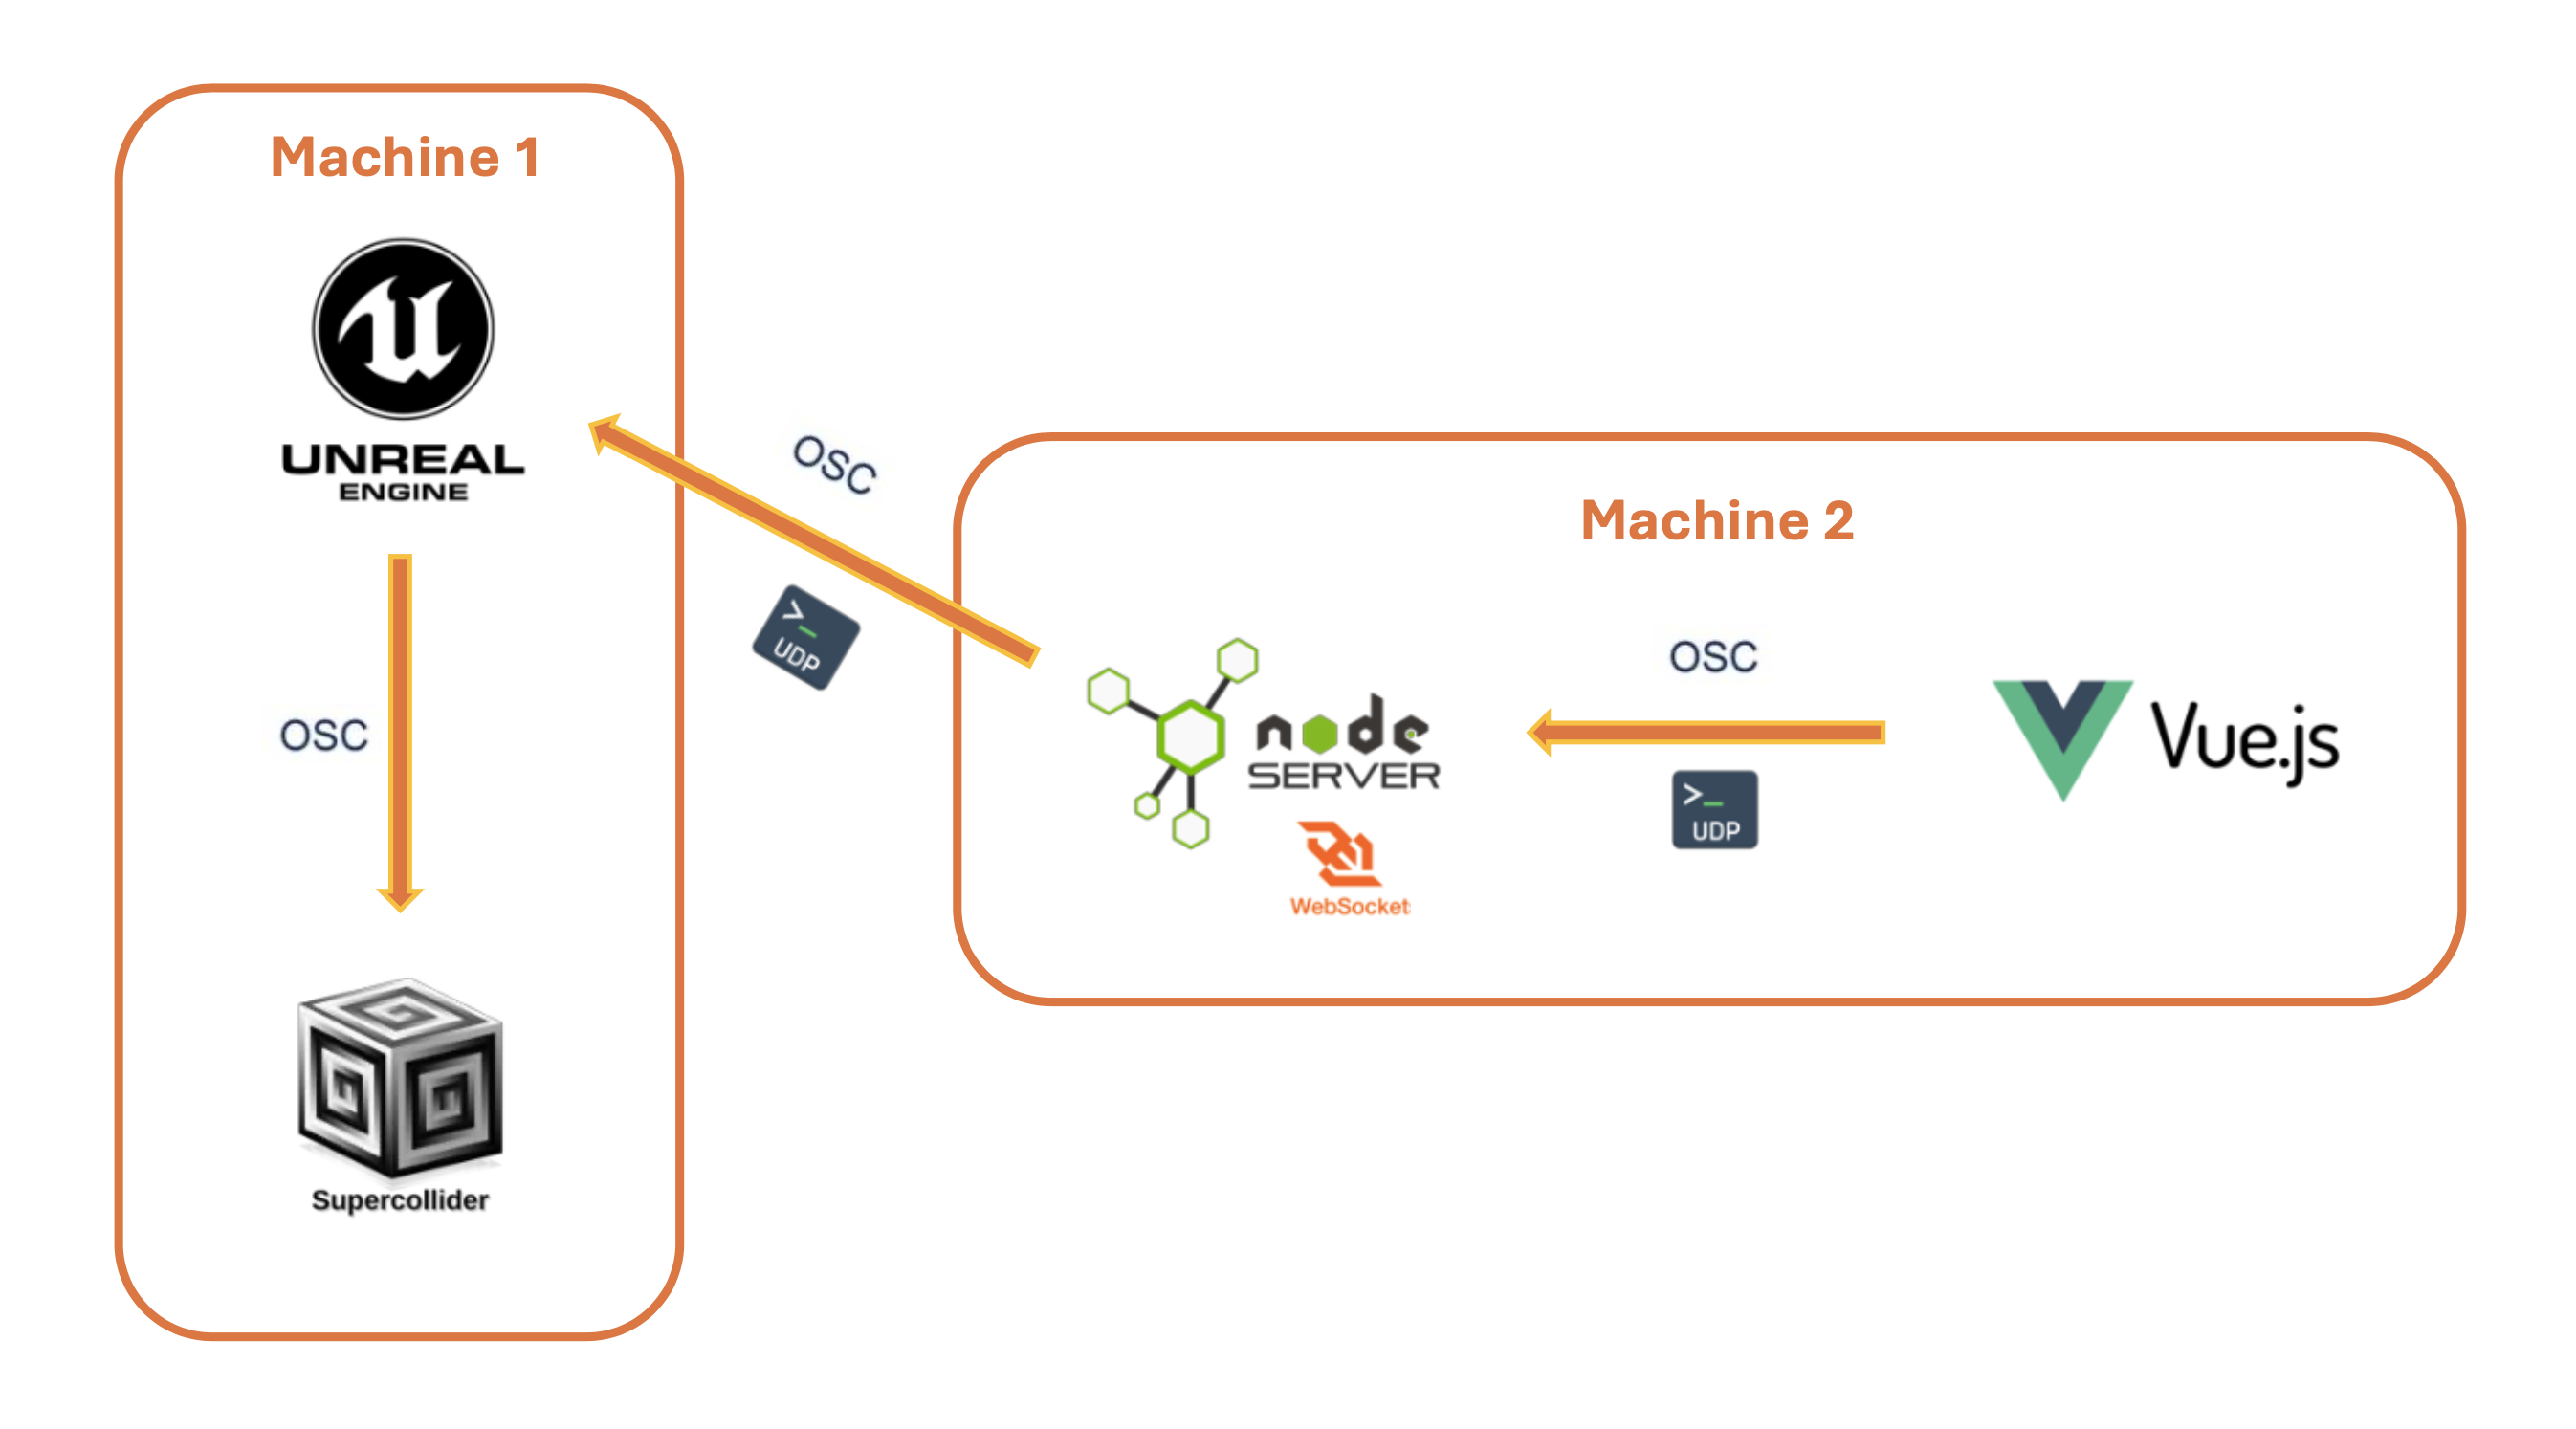 Machine 1
UNREAL
ENGINE
OSC
Supercollider
OSC
>_
UDP
Machine 2
node
SERVER
WebSocket
OSC
>_
UDP
Vue.js